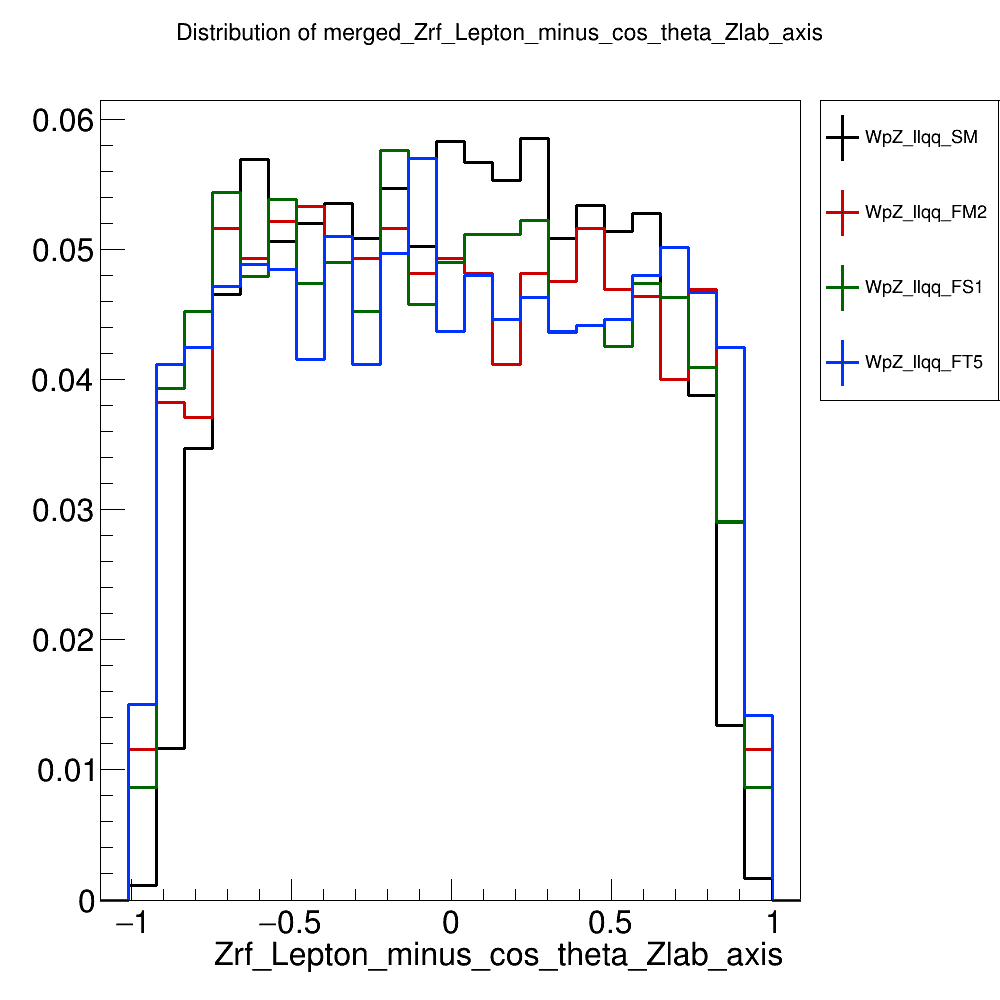 Distribution of merged_Zrf_Lepton_minus_cos_theta_Zlab_axis
0.06
0.05
0.04
0.03
0.02
0.01
0
−1
−0.5
0
0.5
1
Zrf_Lepton_minus_cos_theta_Zlab_axis
WpZ_llqq_SM
WpZ_llqq_FM2
WpZ_llqq_FS1
WpZ_llqq_FT5